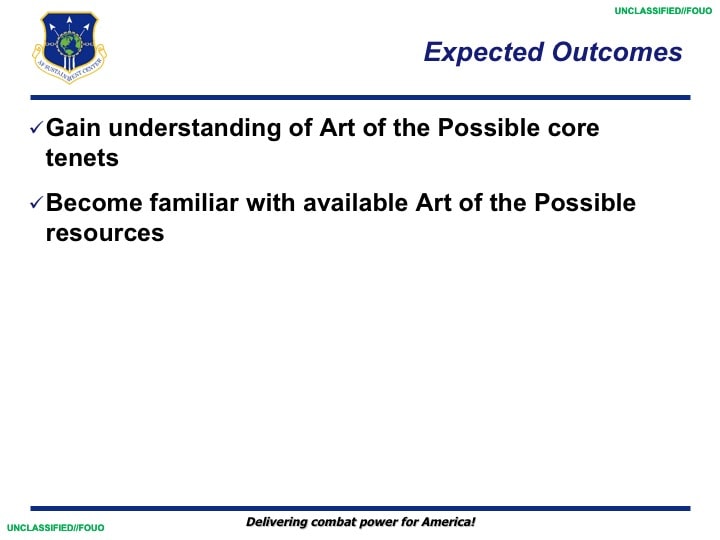 UNCLASSIFIED//FOUO
AF SUSTAINMENT CENTER
Expected Outcomes
✓Gain understanding of Art of the Possible core
tenets
✓Become familiar with available Art of the Possible
resources
Delivering combat power for America!
UNCLASSIFIED//FOUO